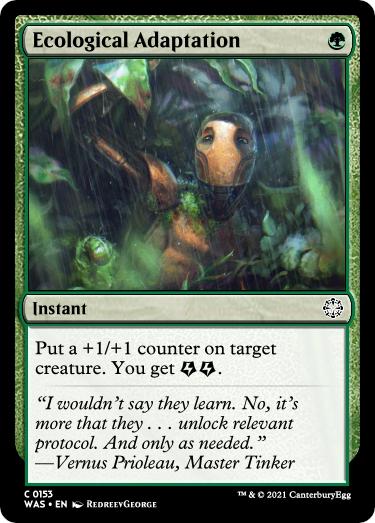 Ecological Adaptation
Instant
Put a +1/+1 counter on target
creature. You get .
“I wouldn’t say they learn. No, it’s
more that they . . . unlock relevant
protocol. And only as needed.”
—Vernus Prioleau, Master Tinker
C 0153
WAS • EN RedreevGeorge
™ & © 2021 CanterburyEgg